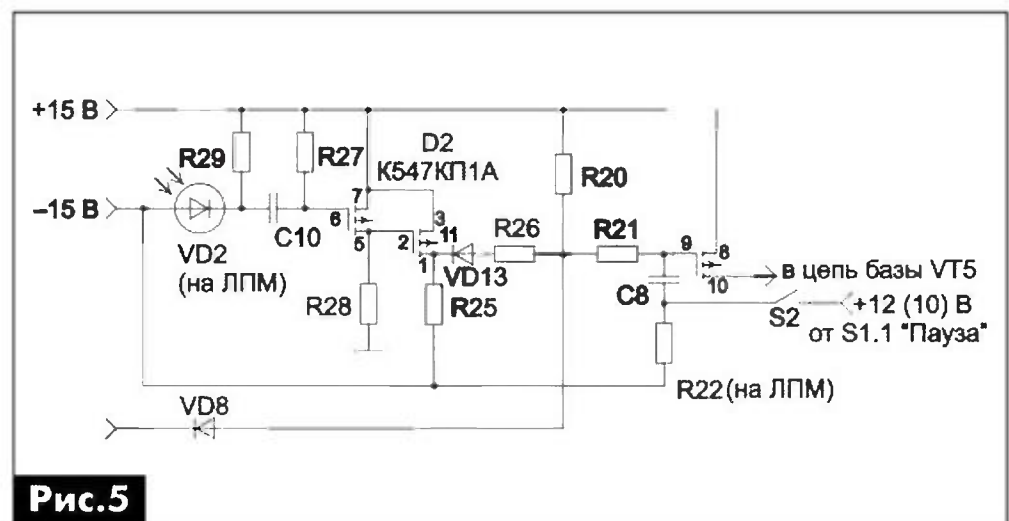 +15 В
R29
R27
D2
К547КП1А
R20
–15 В
7
6
5
3
2
11
1
C10
VD2
(на ЛПМ)
R26
R21
VD13
9
8
10
в цепь базы VT5
C8
R28
R25
S2
+12 (10) В
от S1.1 "Пауза"
R22 (на ЛПМ)
VD8
Рис.5